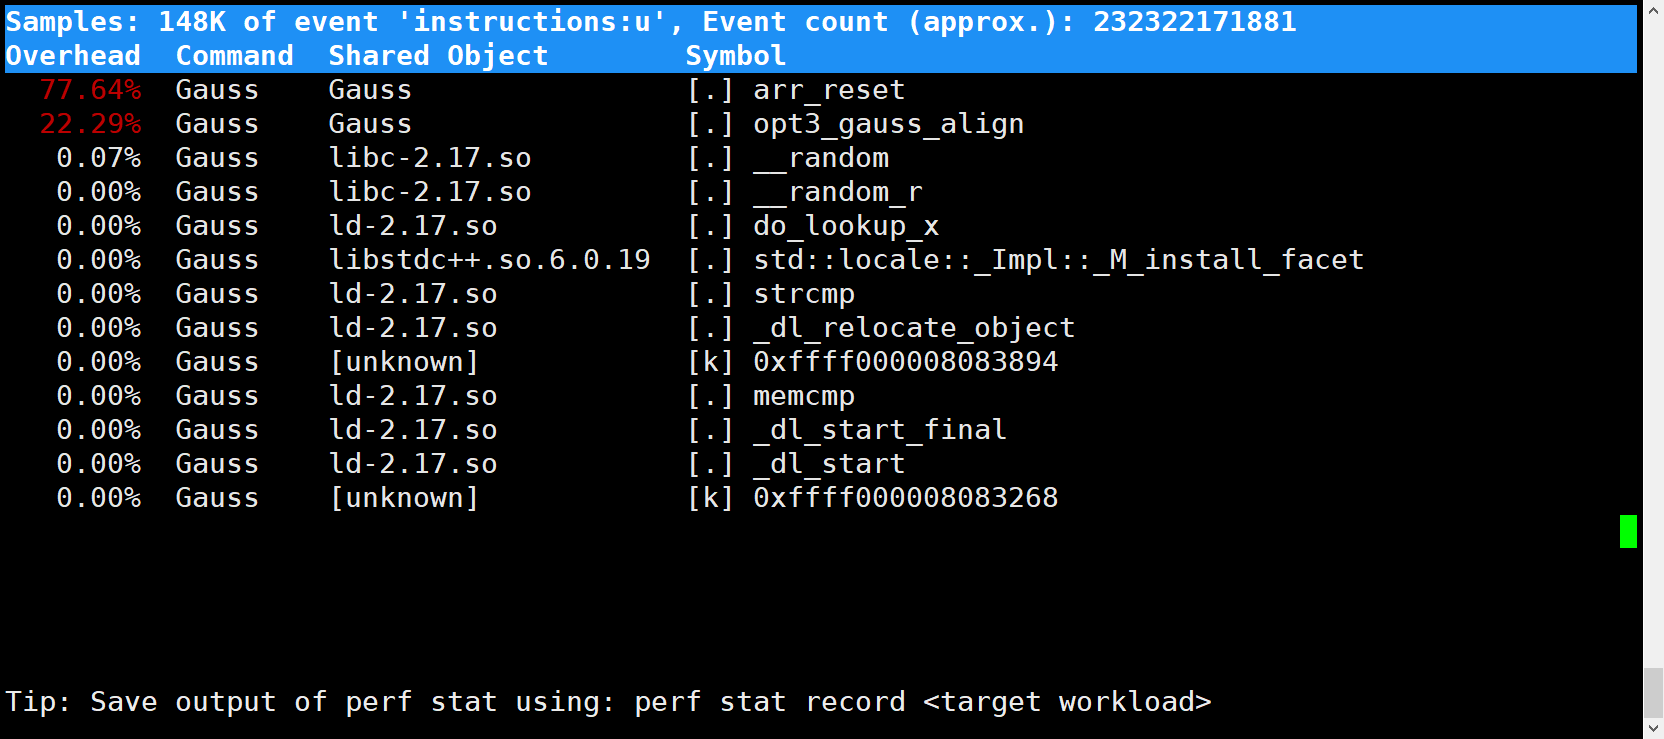 Samples: 148K of event 'instructions:u', Event count (approx.): 232322171881
Overhead  Command  Shared Object        Symbol
  77.64%  Gauss    Gauss                [.] arr_reset
  22.29%  Gauss    Gauss                [.] opt3_gauss_align
   0.07%  Gauss    libc-2.17.so         [.] __random
   0.00%  Gauss    libc-2.17.so         [.] __random_r
   0.00%  Gauss    ld-2.17.so           [.] do_lookup_x
   0.00%  Gauss    libstdc++.so.6.0.19  [.] std::locale::_Impl::_M_install_facet
   0.00%  Gauss    ld-2.17.so           [.] strcmp
   0.00%  Gauss    ld-2.17.so           [.] _dl_relocate_object
   0.00%  Gauss    [unknown]            [k] 0xffff000008083894
   0.00%  Gauss    ld-2.17.so           [.] memcmp
   0.00%  Gauss    ld-2.17.so           [.] _dl_start_final
   0.00%  Gauss    ld-2.17.so           [.] _dl_start
   0.00%  Gauss    [unknown]            [k] 0xffff000008083268
Tip: Save output of perf stat using: perf stat record <target workload>